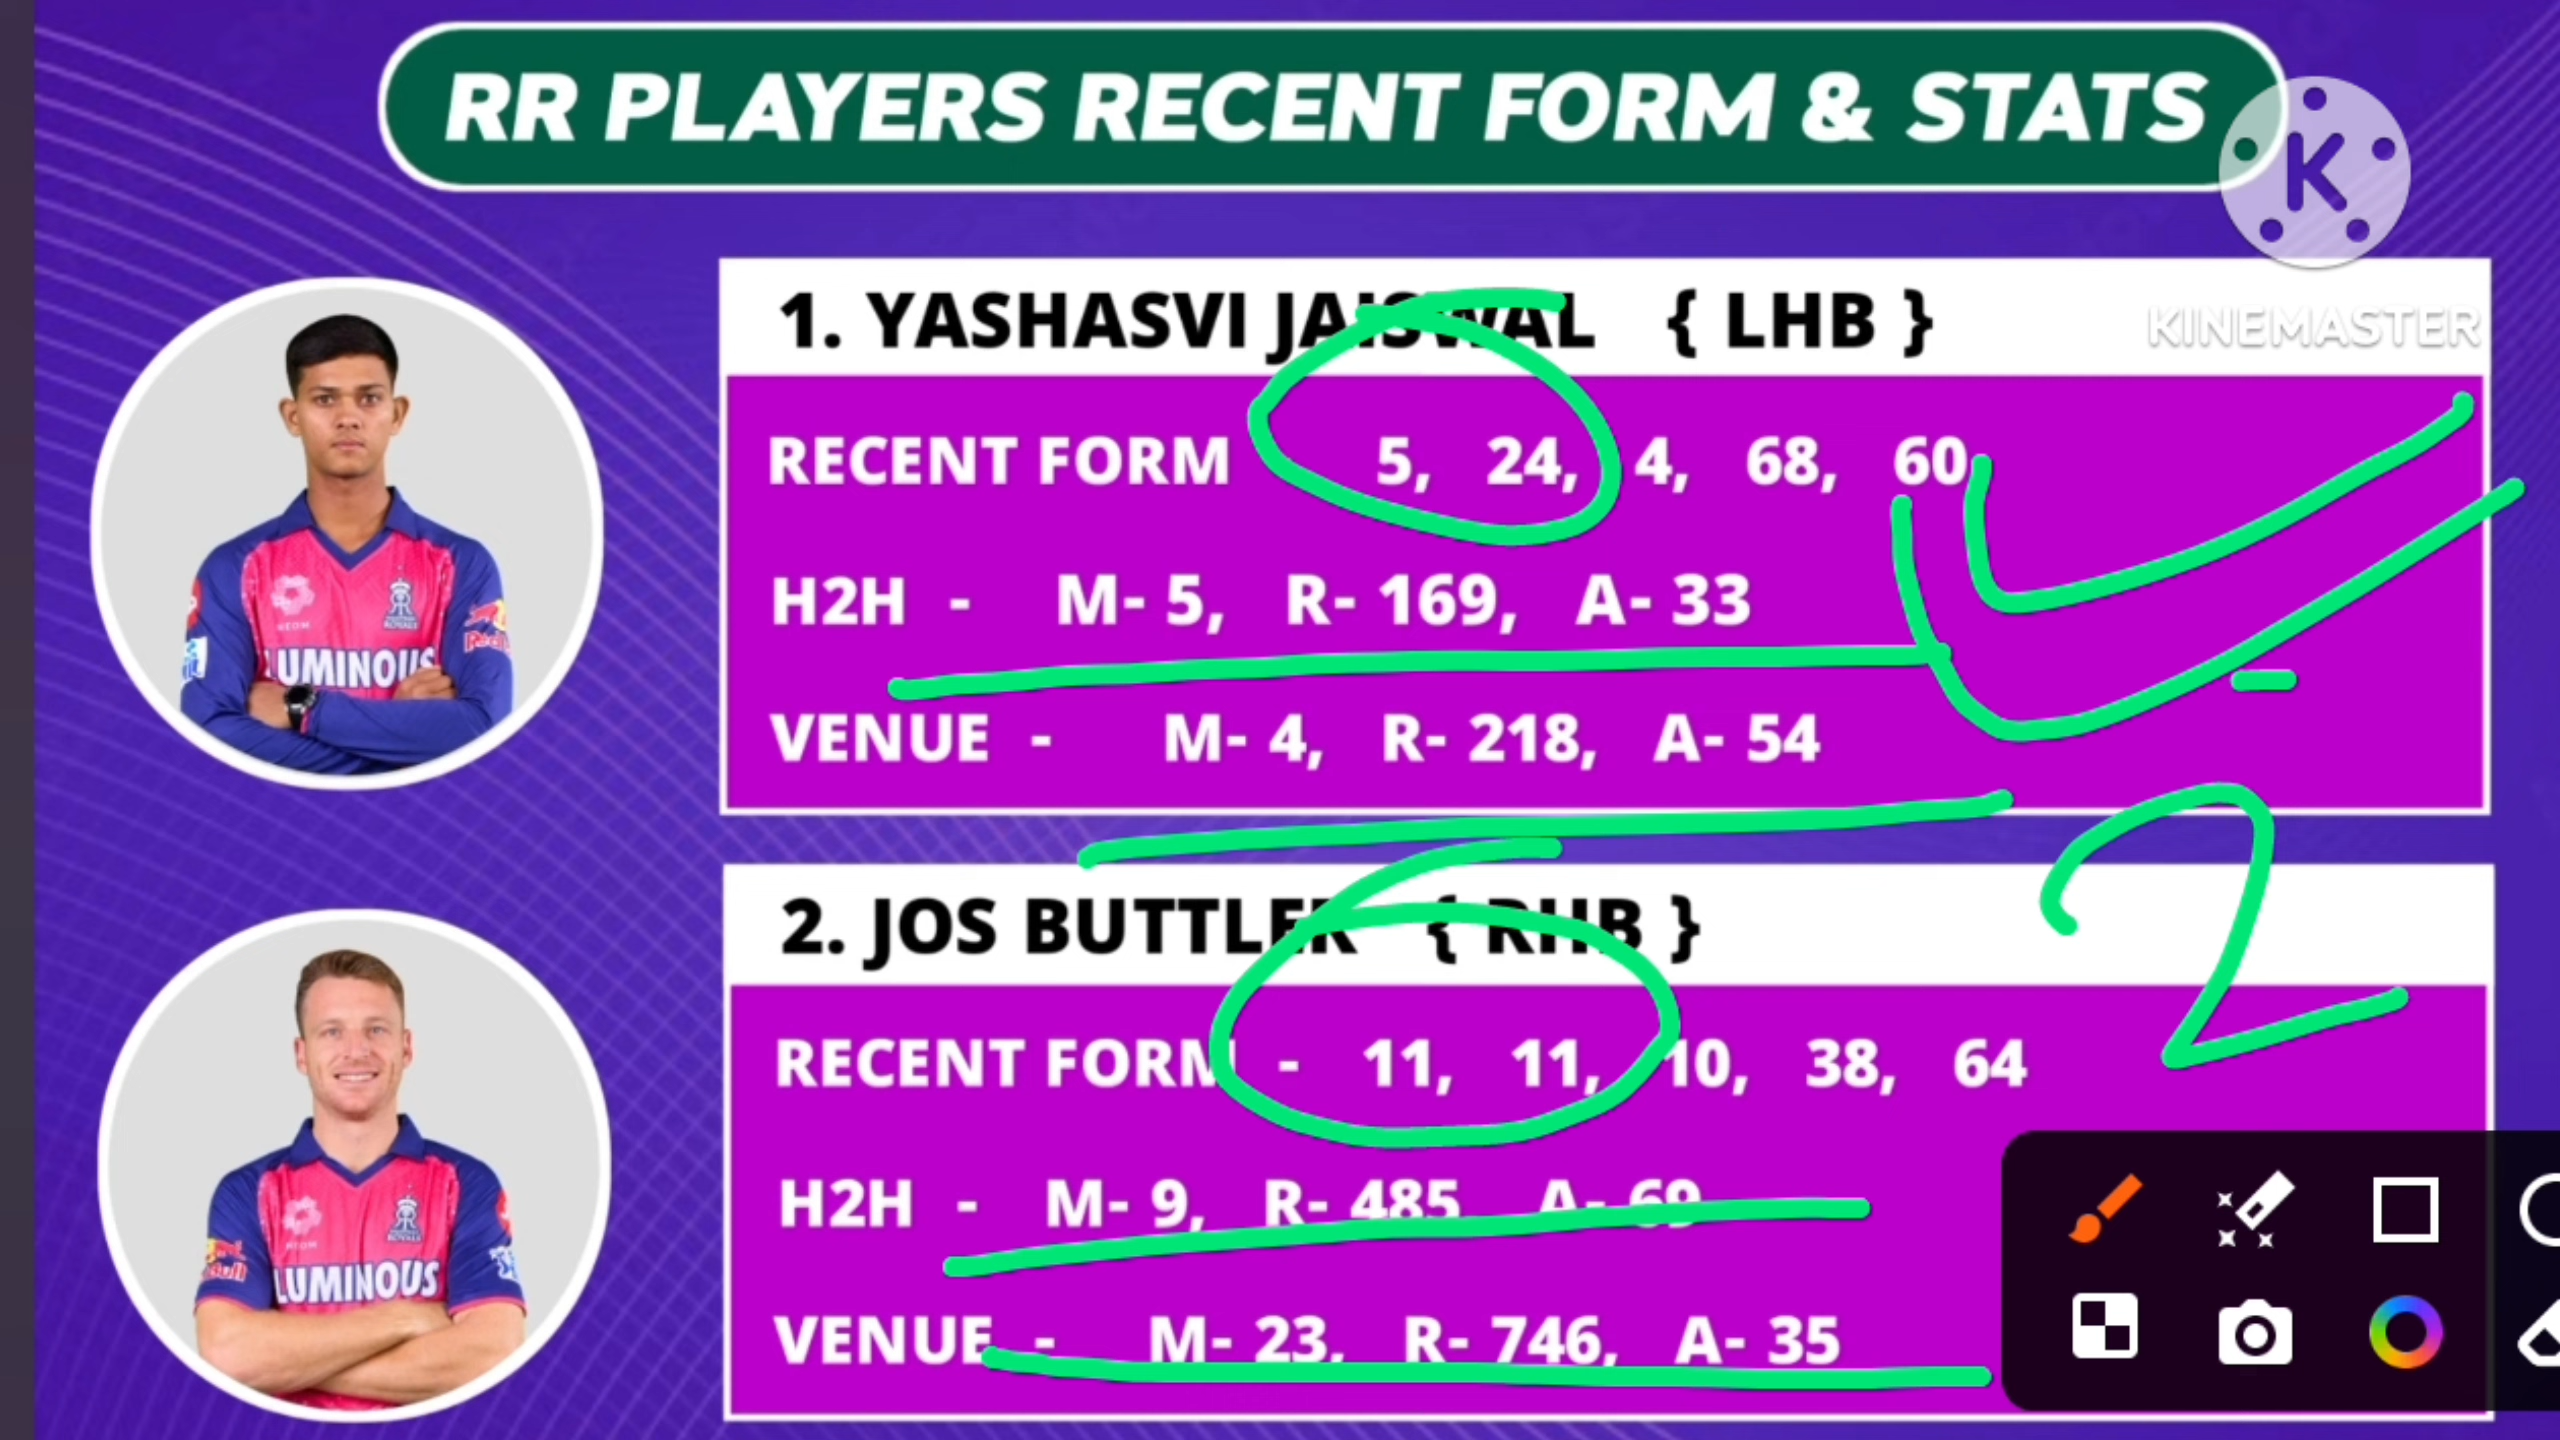 RR PLAYERS RECENT FORM & STATS
K
KINEMASTER
1. YASHASVI JAISWAL { LHB }
RECENT FORM 5, 24, 4, 68, 60
H2H - M- 5, R- 169, A- 33
VENUE - M- 4, R- 218, A- 54
LUMINOUS
2
2. JOS BUTTLER { RHB }
RECENT FORM - 11, 11, 10, 38, 64
H2H - M- 9, R- 485 A- 69
VENUE - M- 23, R- 746, A- 35
LUMINOUS